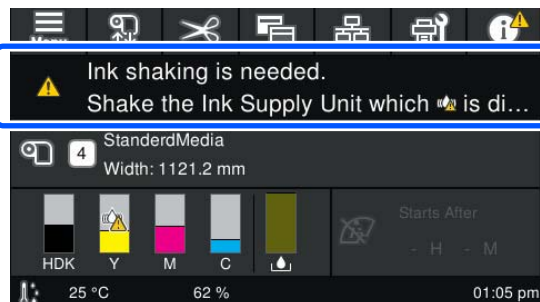 Menu
Ink shaking is needed.
Shake the Ink Supply Unit which is di...
4
StanderdMedia
Width: 1121.2 mm
Starts After
- H - M
HDK Y M C
25 °C 62 % 01:05 pm